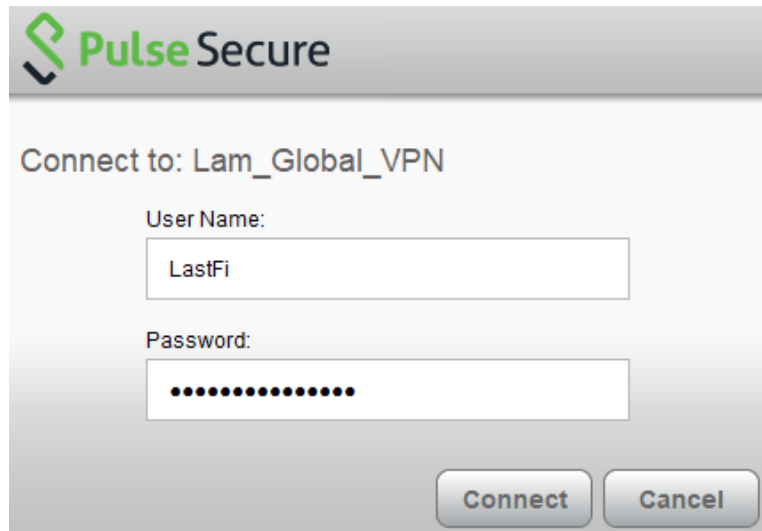 Pulse Secure
Connect to: Lam_Global_VPN
User Name:
LastFi
Password:
●●●●●●●●●●●●●●●
Connect Cancel